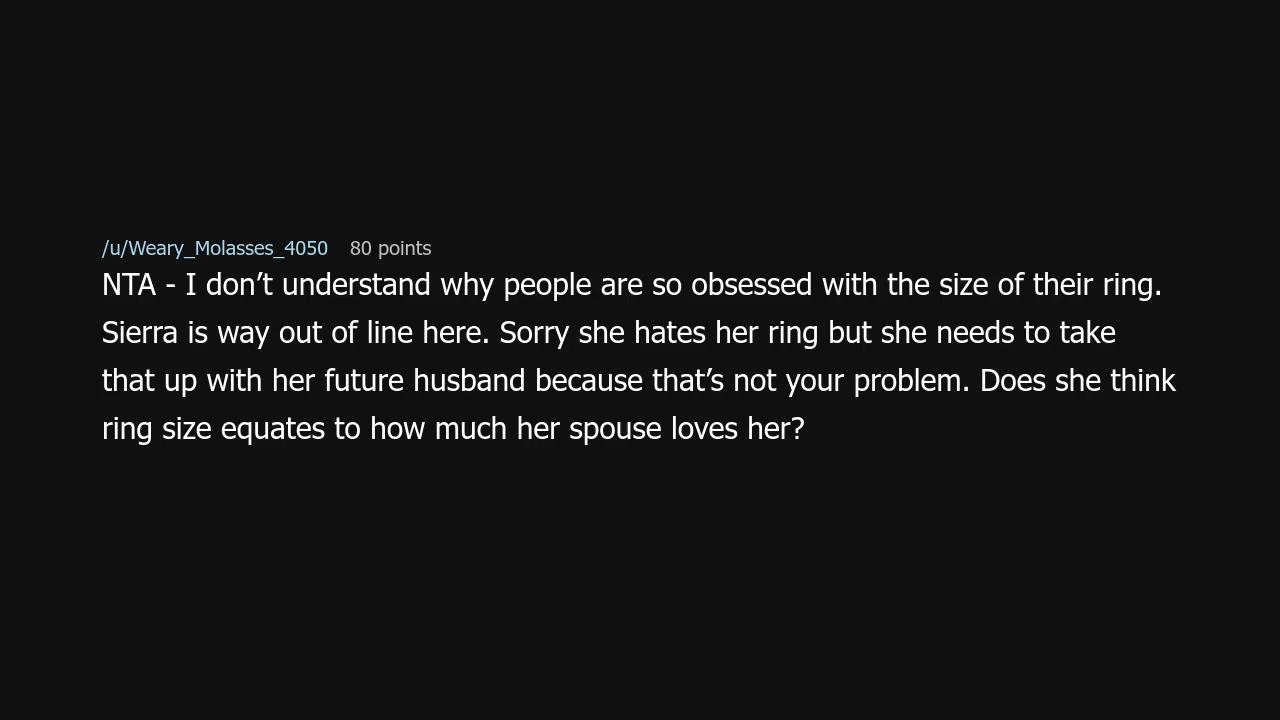 /u/Weary_Molasses_4050 80 points
NTA - I don’t understand why people are so obsessed with the size of their ring.
Sierra is way out of line here. Sorry she hates her ring but she needs to take
that up with her future husband because that’s not your problem. Does she think
ring size equates to how much her spouse loves her?